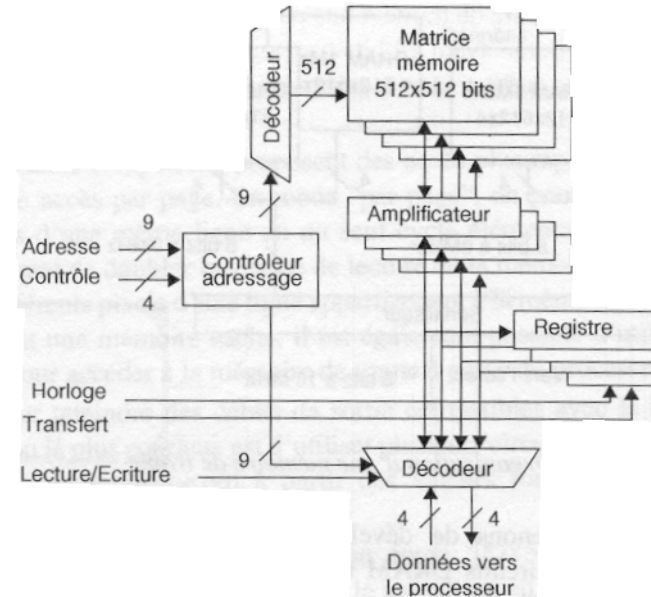 Décodeur
512
Matrice
mémoire
512x512 bits
9
Amplificateur
9
Adresse
Contrôle
4
Contrôleur
adressage
Registre
Horloge
Transfert
9
Lecture/Ecriture
Décodeur
4
4
Données vers
le processeur